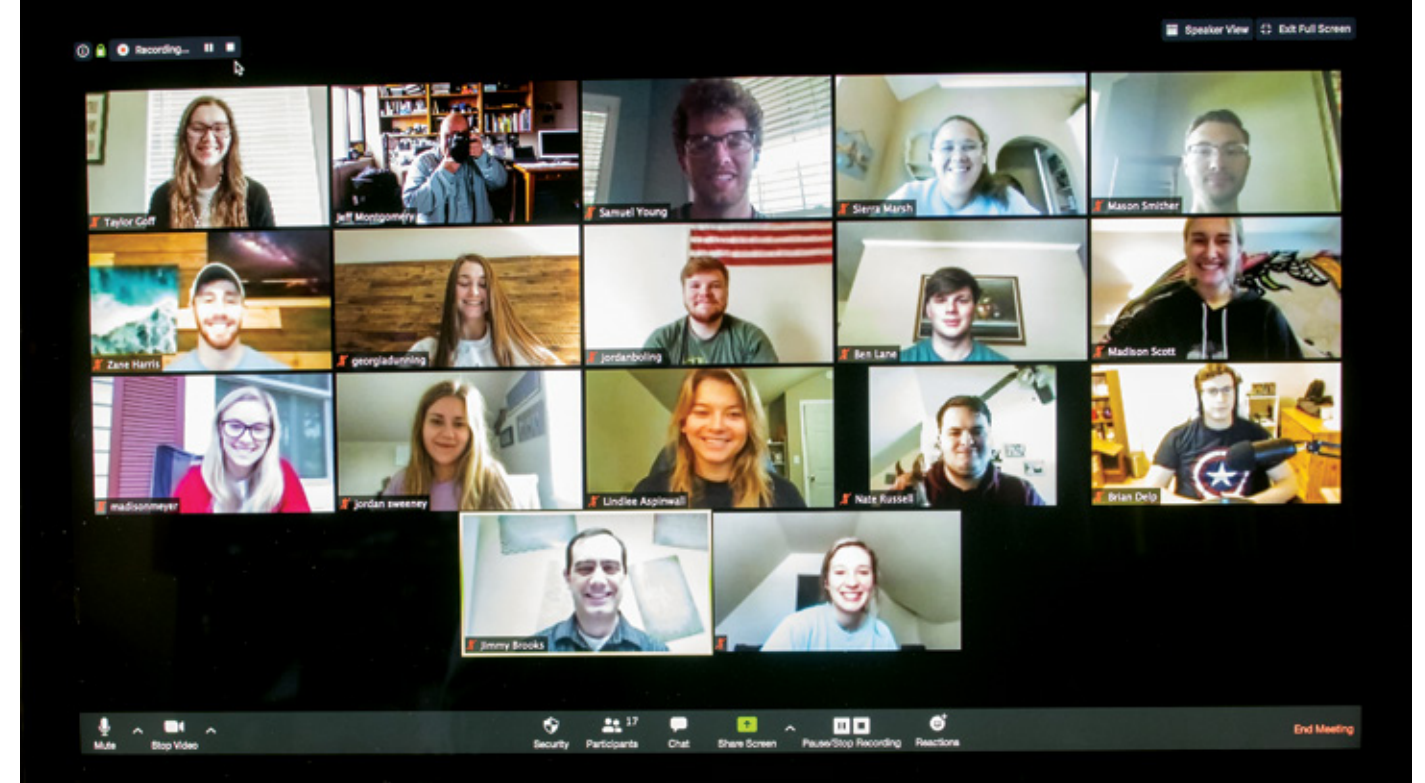 Recording...
Speaker View
Exit Full Screen
Taylor Goff
Jeff Montgomery
Samuel Young
Sierra Marsh
Mason Smither
Zane Harris
georgiadunning
jordanboling
Ben Lane
Madison Scott
madisonmeyer
jordan sweeney
Lindlee Aspinwall
Nate Russell
Brian Delp
Jimmy Brooks
Mute
Stop Video
Security
Participants
17
Chat
Share Screen
Pause/Stop Recording
Reactions
End Meeting